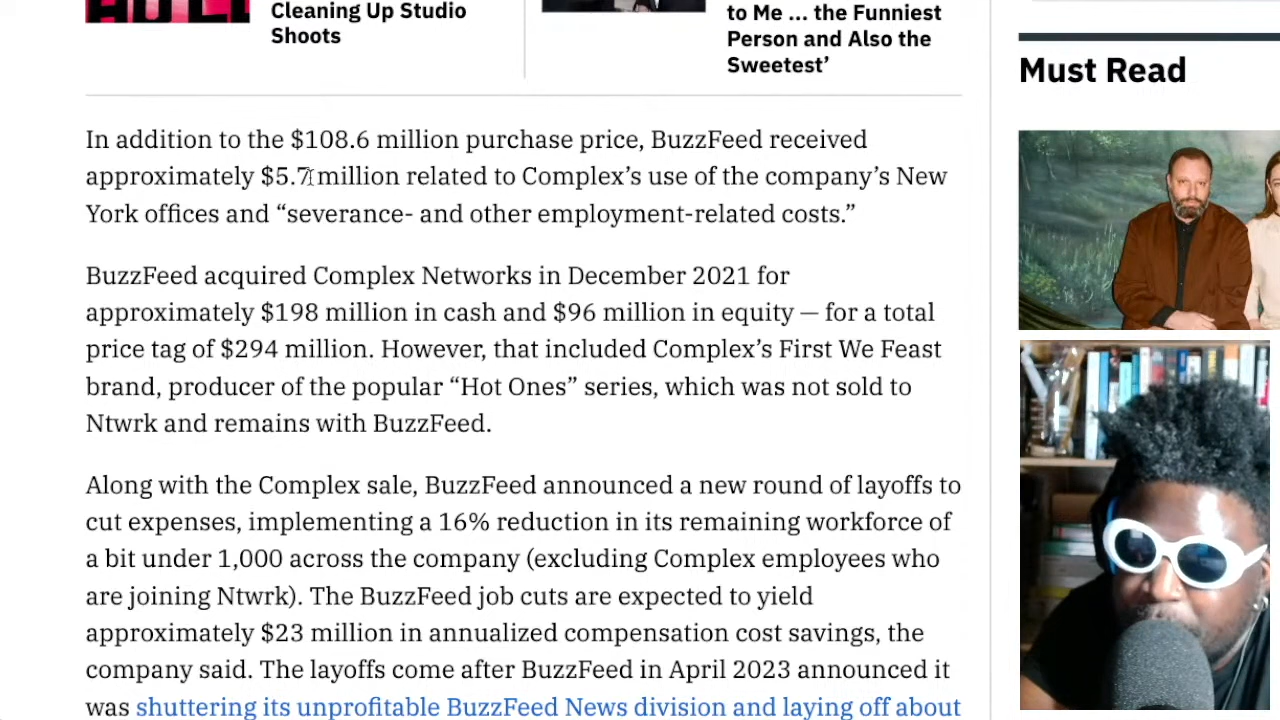 Cleaning Up Studio
Shoots
to Me ... the Funniest
Person and Also the
Sweetest’
Must Read
In addition to the $108.6 million purchase price, BuzzFeed received
approximately $5.7 million related to Complex’s use of the company’s New
York offices and “severance- and other employment-related costs.”
BuzzFeed acquired Complex Networks in December 2021 for
approximately $198 million in cash and $96 million in equity — for a total
price tag of $294 million. However, that included Complex’s First We Feast
brand, producer of the popular “Hot Ones” series, which was not sold to
Ntwrk and remains with BuzzFeed.
Along with the Complex sale, BuzzFeed announced a new round of layoffs to
cut expenses, implementing a 16% reduction in its remaining workforce of
a bit under 1,000 across the company (excluding Complex employees who
are joining Ntwrk). The BuzzFeed job cuts are expected to yield
approximately $23 million in annualized compensation cost savings, the
company said. The layoffs come after BuzzFeed in April 2023 announced it
was shuttering its unprofitable BuzzFeed News division and laying off about